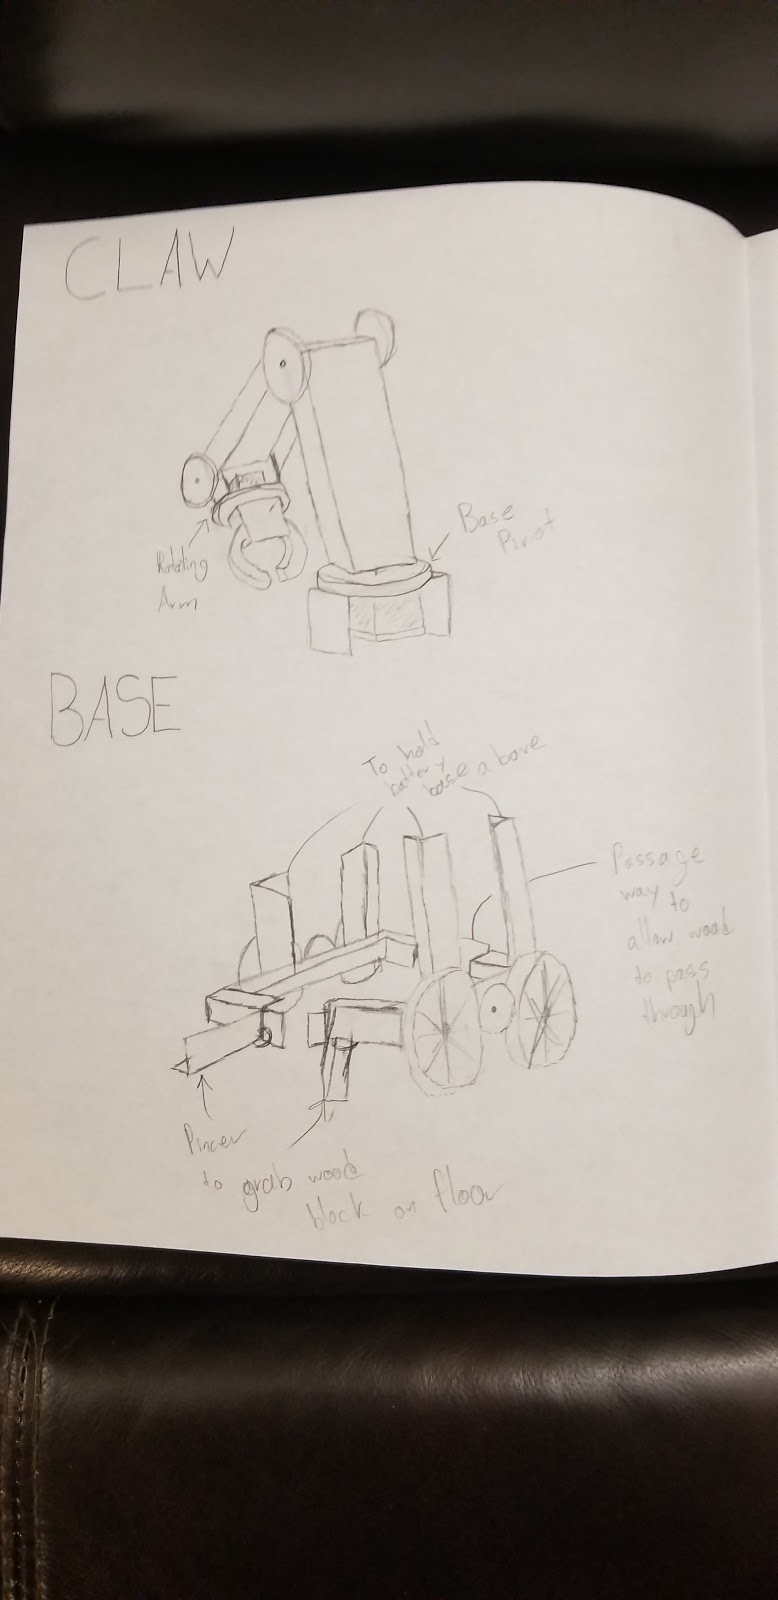 CLAW
Base
Pivot
Rotating
Arm
BASE
To hold
battery
base above
Passage
way to
allow wood
to pass
through
Pincer
to grab wood
block on floor